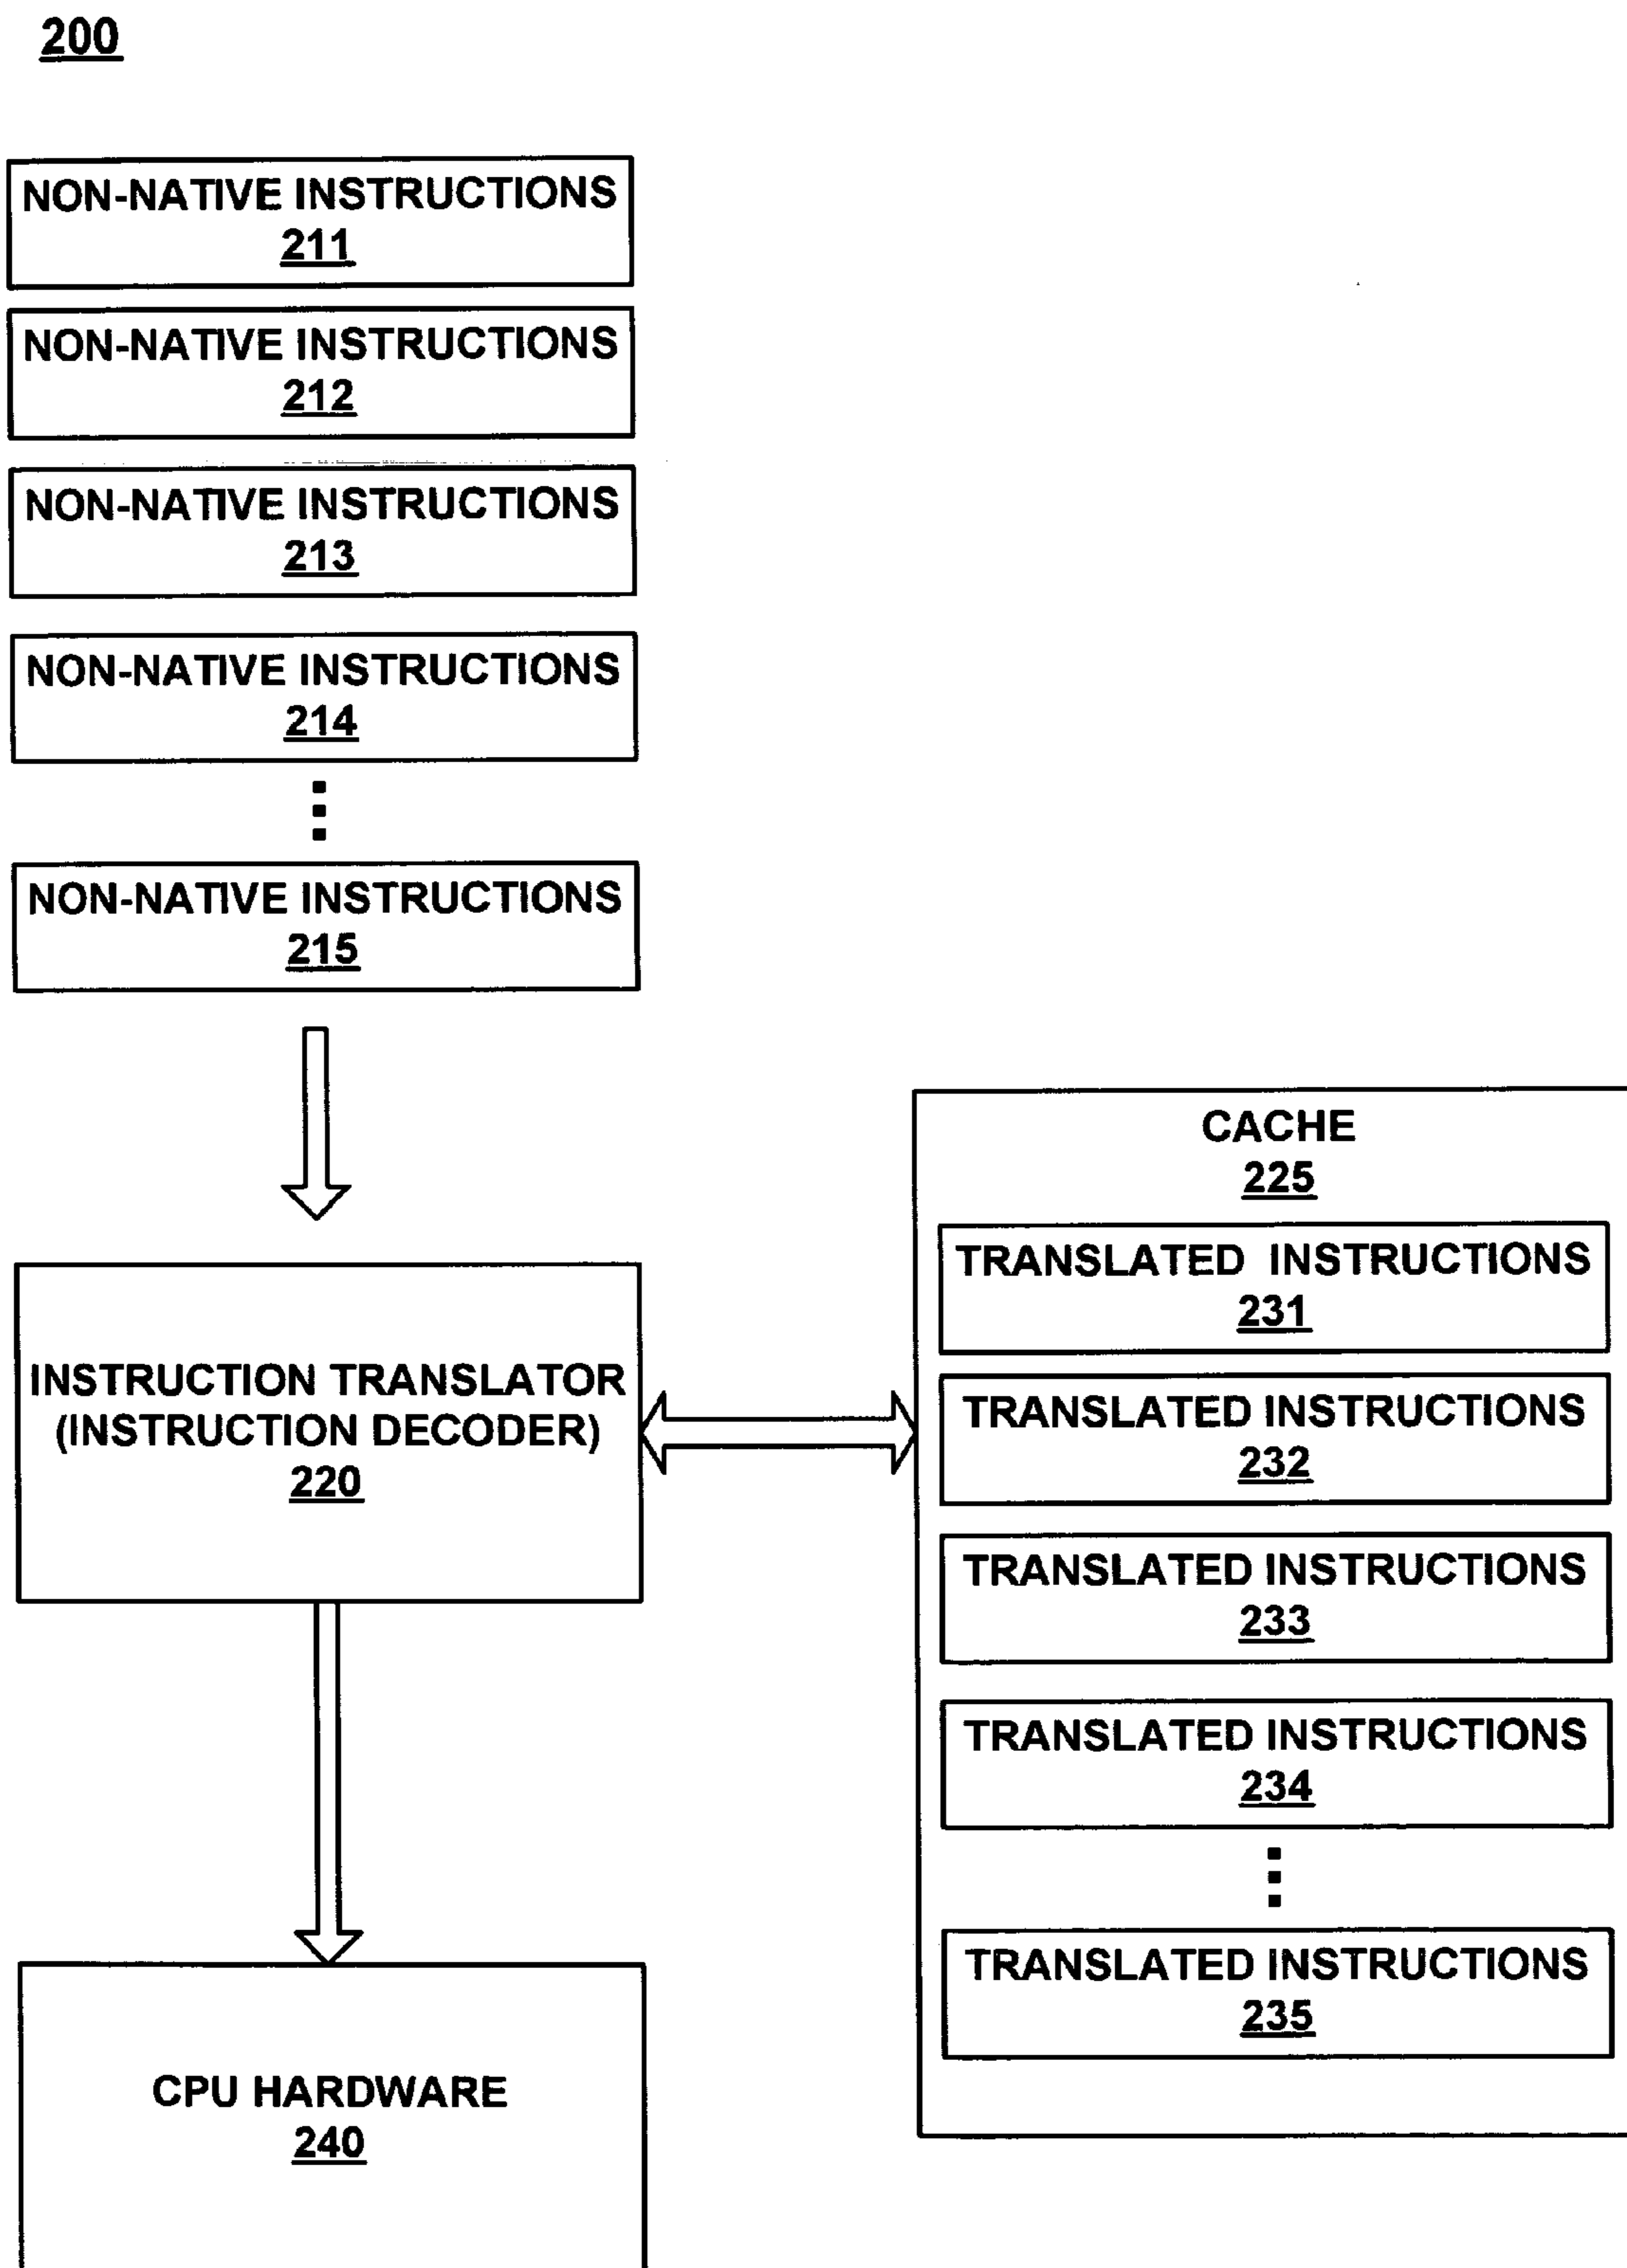 200
NON-NATIVE INSTRUCTIONS
211
NON-NATIVE INSTRUCTIONS
212
NON-NATIVE INSTRUCTIONS
213
NON-NATIVE INSTRUCTIONS
214
NON-NATIVE INSTRUCTIONS
215
INSTRUCTION TRANSLATOR
(INSTRUCTION DECODER)
220
CACHE
225
TRANSLATED INSTRUCTIONS
231
TRANSLATED INSTRUCTIONS
232
TRANSLATED INSTRUCTIONS
233
TRANSLATED INSTRUCTIONS
234
TRANSLATED INSTRUCTIONS
235
CPU HARDWARE
240